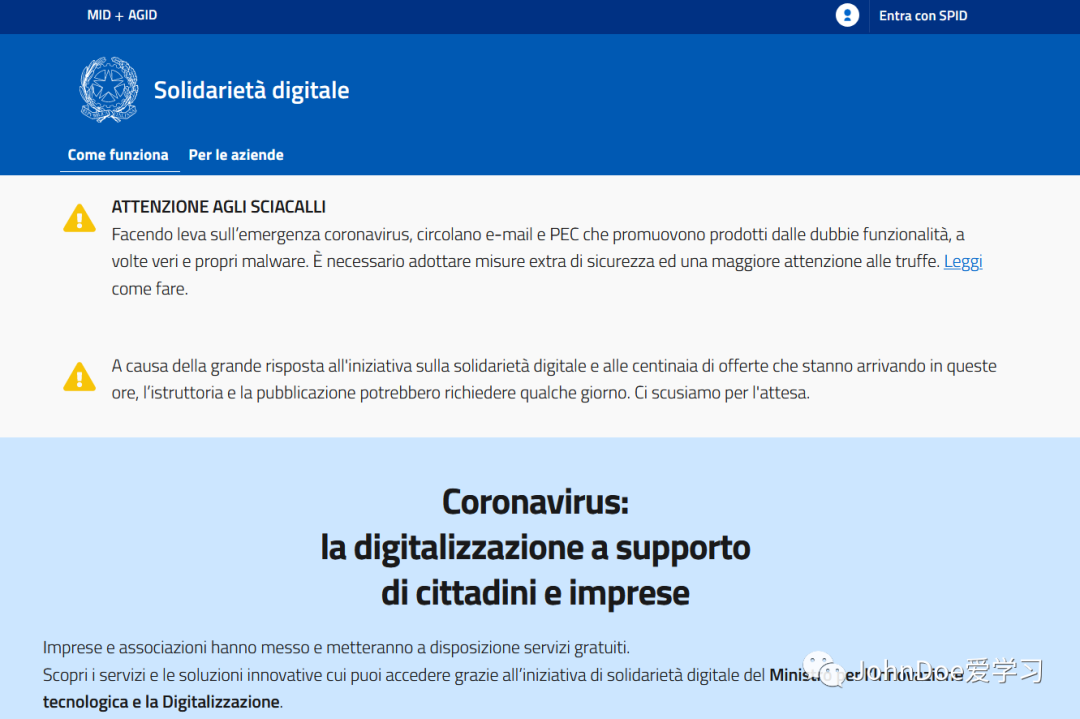 MID + AGID
Entra con SPID
Solidarietà digitale
Come funziona
Per le aziende
ATTENZIONE AGLI SCIACALLI
Facendo leva sull’emergenza coronavirus, circolano e-mail e PEC che promuovono prodotti dalle dubbie funzionalità, a
volte veri e propri malware. È necessario adottare misure extra di sicurezza ed una maggiore attenzione alle truffe. Leggi
come fare.
A causa della grande risposta all'iniziativa sulla solidarietà digitale e alle centinaia di offerte che stanno arrivando in queste
ore, l’istruttoria e la pubblicazione potrebbero richiedere qualche giorno. Ci scusiamo per l'attesa.
Coronavirus:
la digitalizzazione a supporto
di cittadini e imprese
Imprese e associazioni hanno messo e metteranno a disposizione servizi gratuiti.
Scopri i servizi e le soluzioni innovative cui puoi accedere grazie all’iniziativa di solidarietà digitale del Ministro per l’Innovazione
tecnologica e la Digitalizzazione.
JohnDoe爱学习